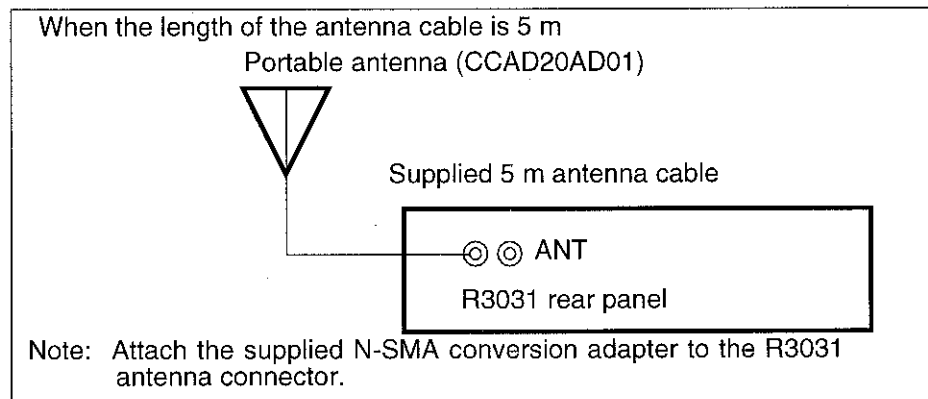 When the length of the antenna cable is 5 m
Portable antenna (CCAD20AD01)
Supplied 5 m antenna cable
ANT
R3031 rear panel
Note: Attach the supplied N-SMA conversion adapter to the R3031
antenna connector.